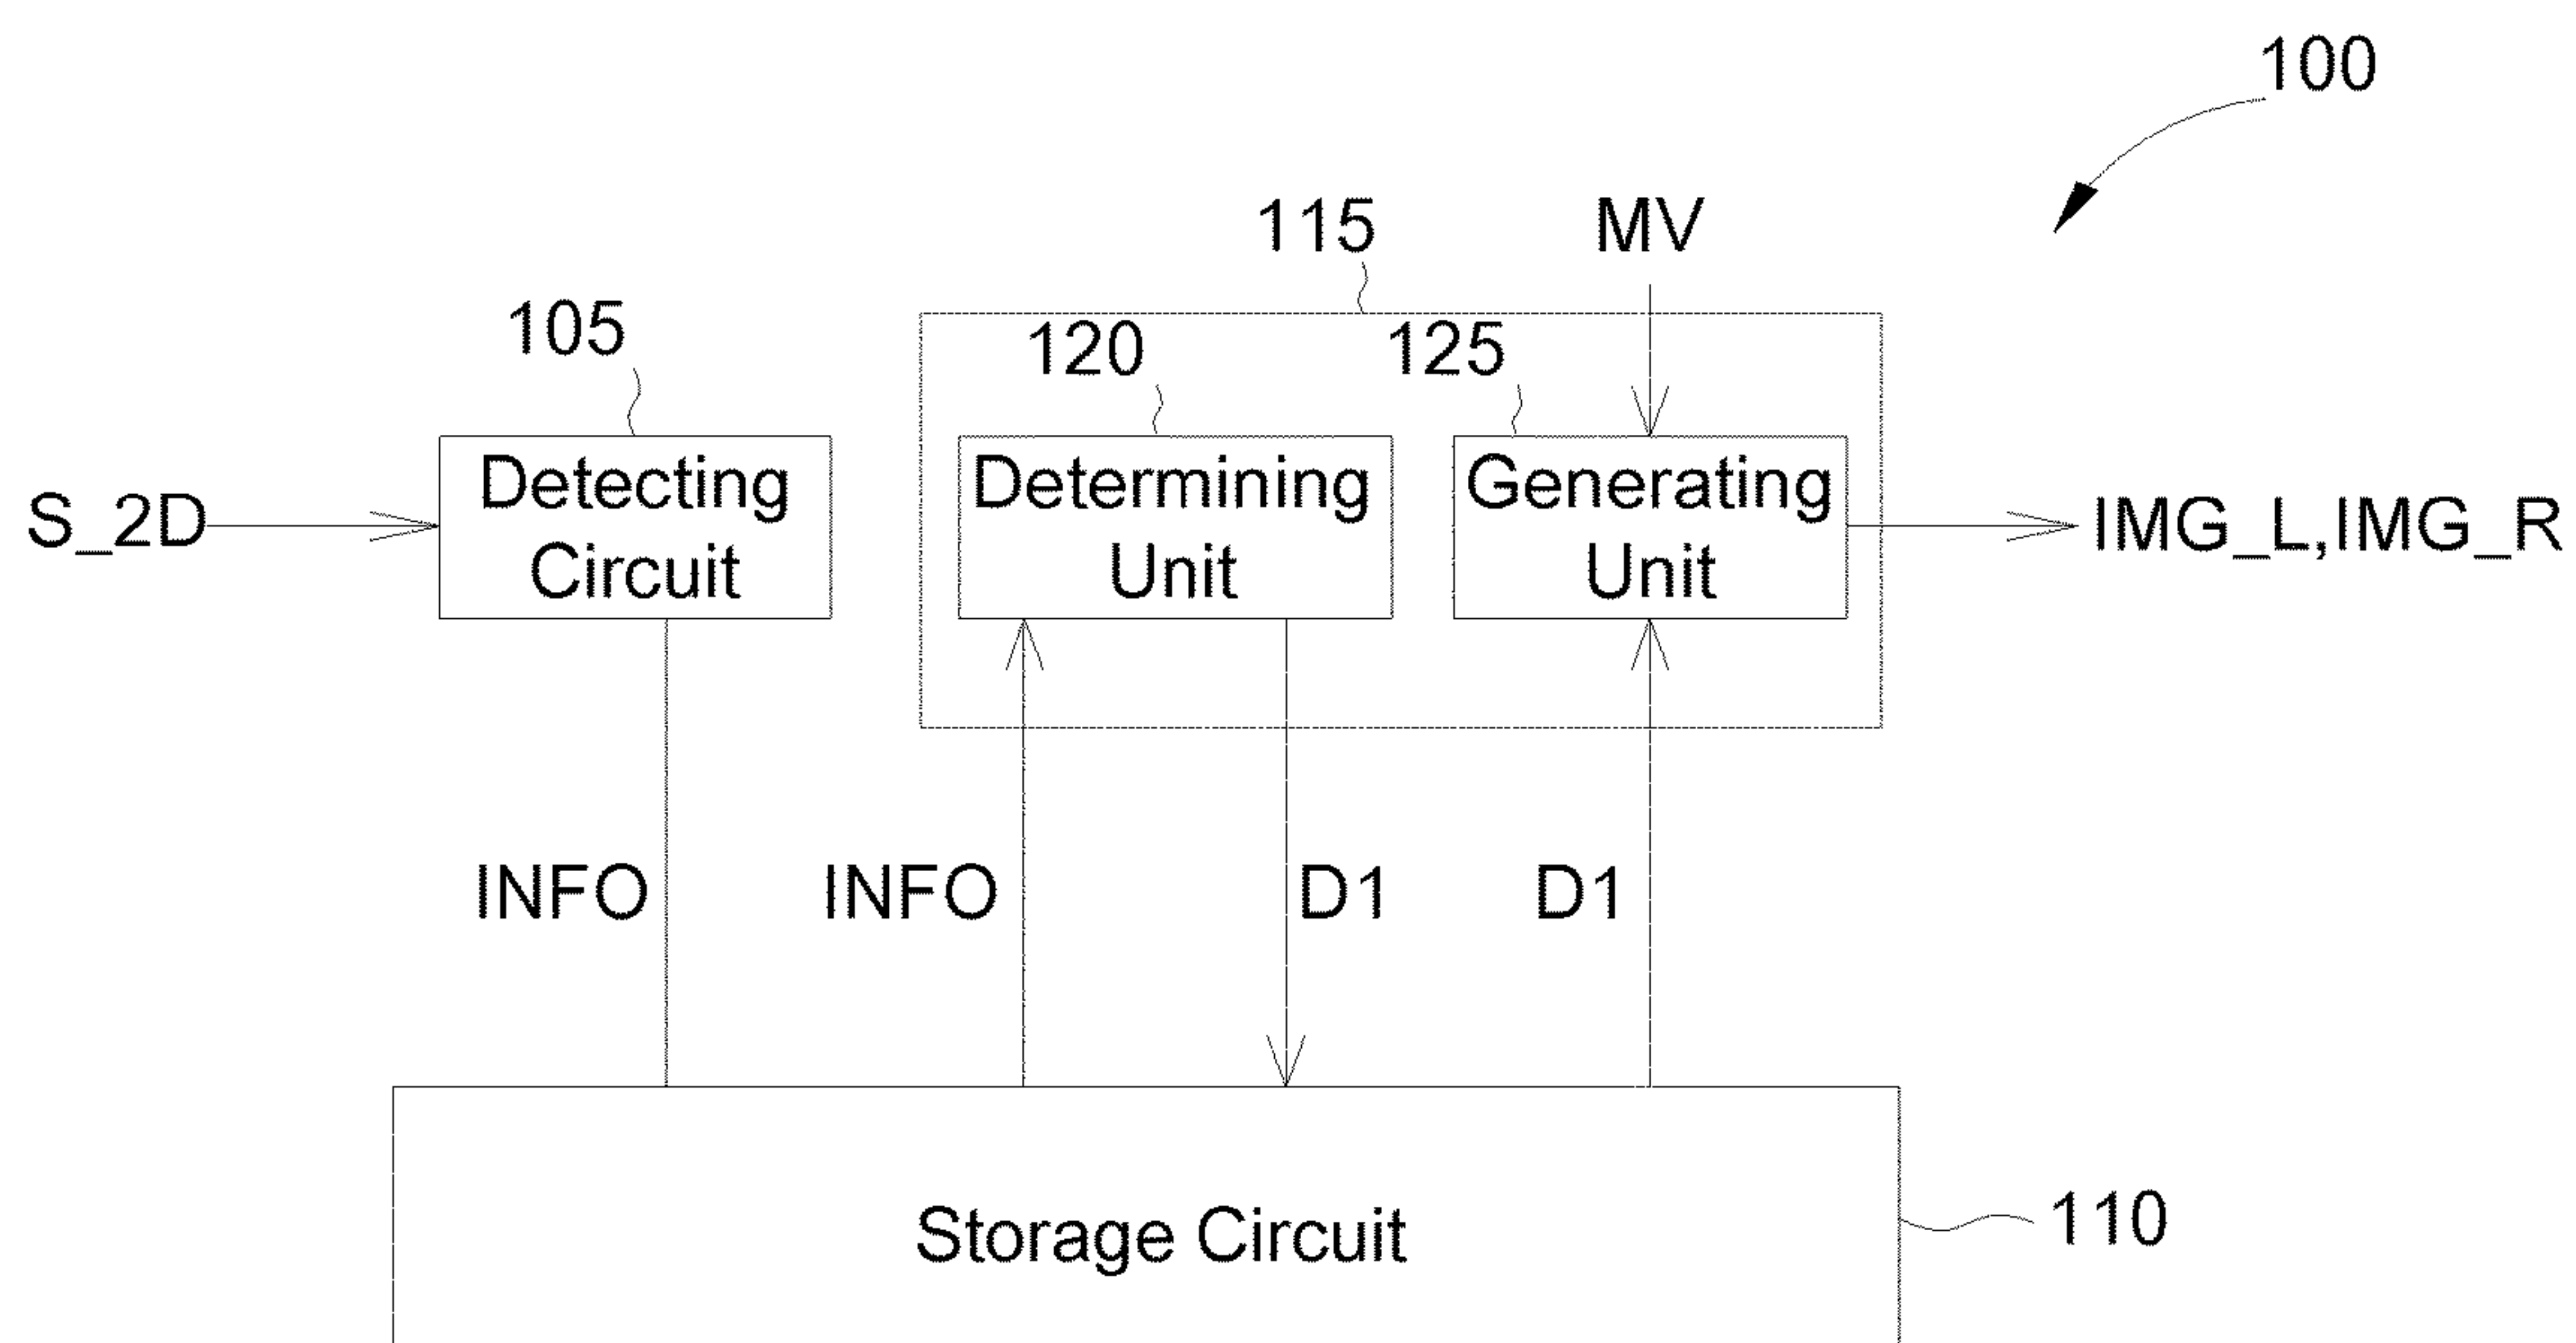 100
115
MV
105
120
125
S_2D
Detecting
Circuit
Determining
Unit
Generating
Unit
IMG_L,IMG_R
INFO
INFO
D1
D1
Storage Circuit
110